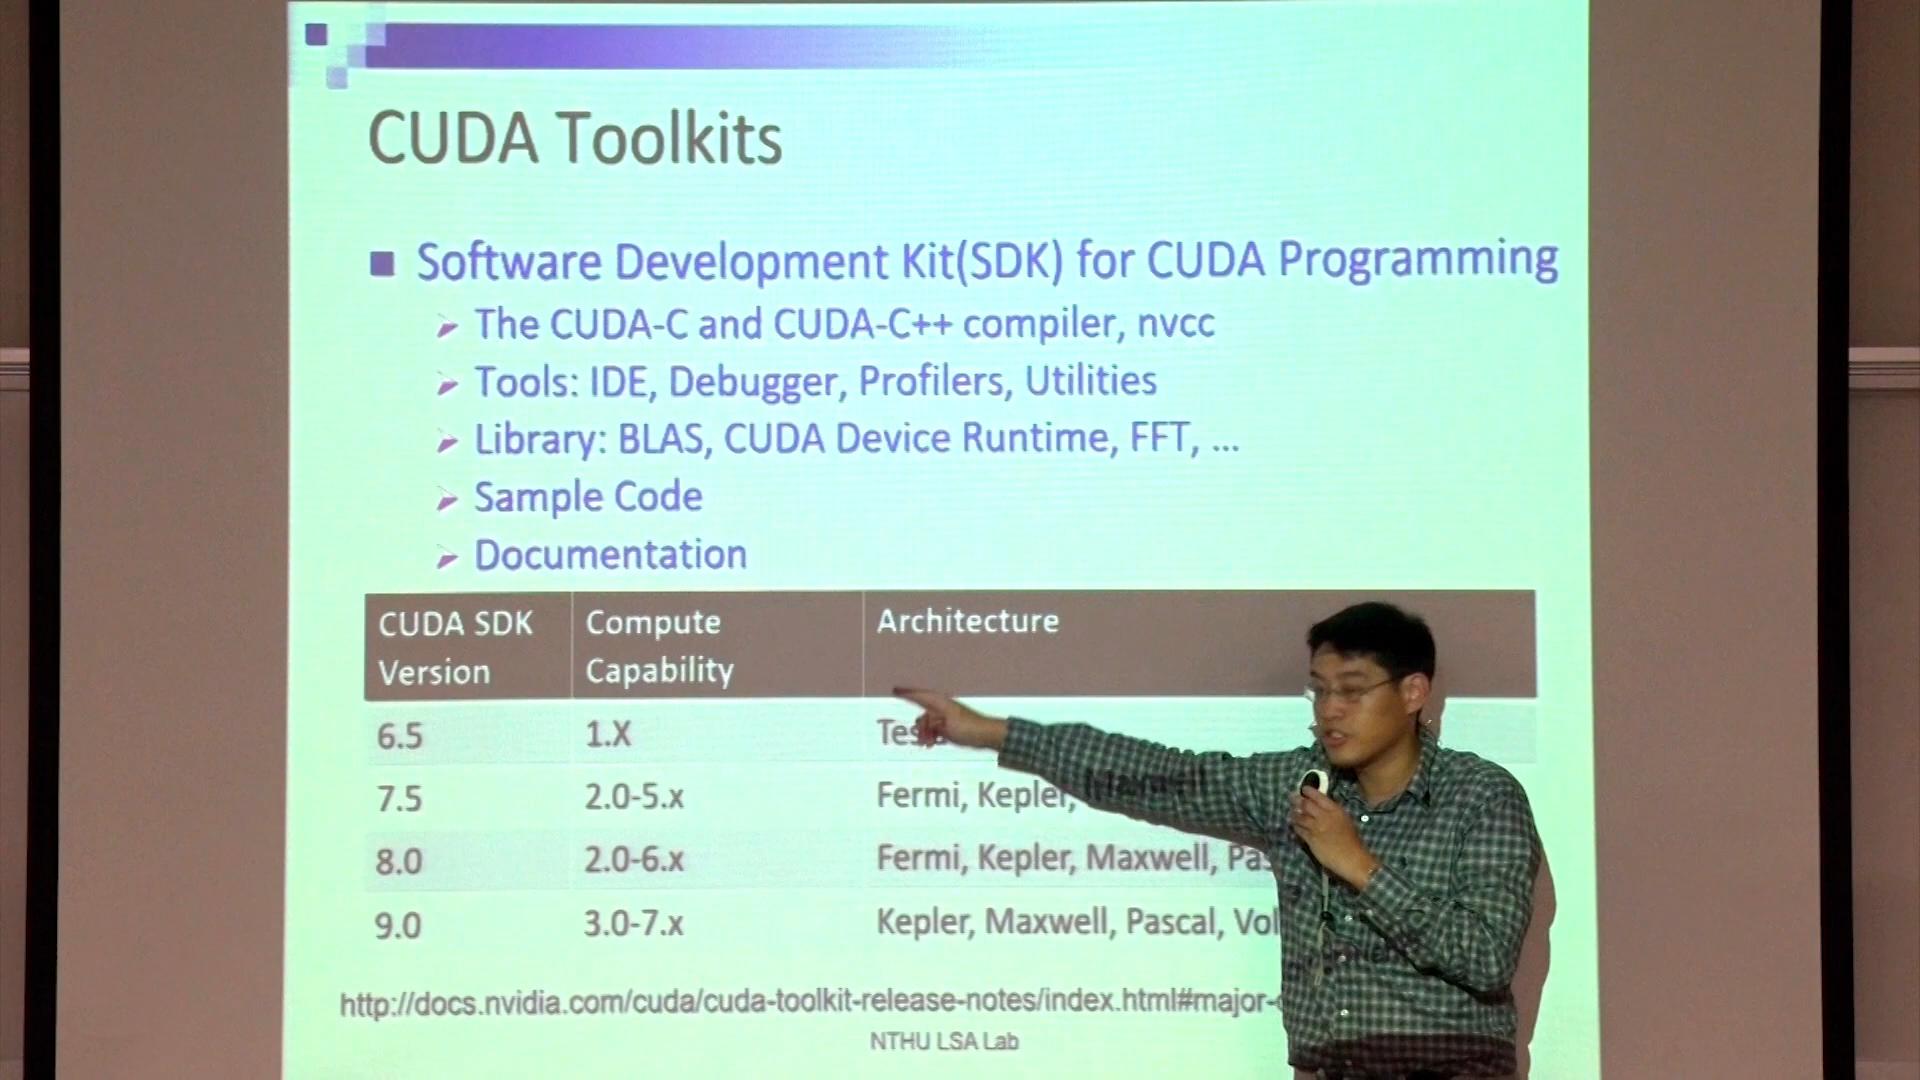 CUDA Toolkits
Software Development Kit(SDK) for CUDA Programming
The CUDA-C and CUDA-C++ compiler, nvcc
Tools: IDE, Debugger, Profilers, Utilities
Library: BLAS, CUDA Device Runtime, FFT, ...
Sample Code
Documentation
CUDA SDK Version Compute Capability Architecture
6.5 1.X
7.5 2.0-5.x Fermi, Kepler, Maxwell
8.0 2.0-6.x Fermi, Kepler, Maxwell,
9.0 3.0-7.x Kepler, Maxwell, Pascal,
http://docs.nvidia.com/cuda/cuda-toolkit-release-notes/index.html#major-
NTHU LSA Lab